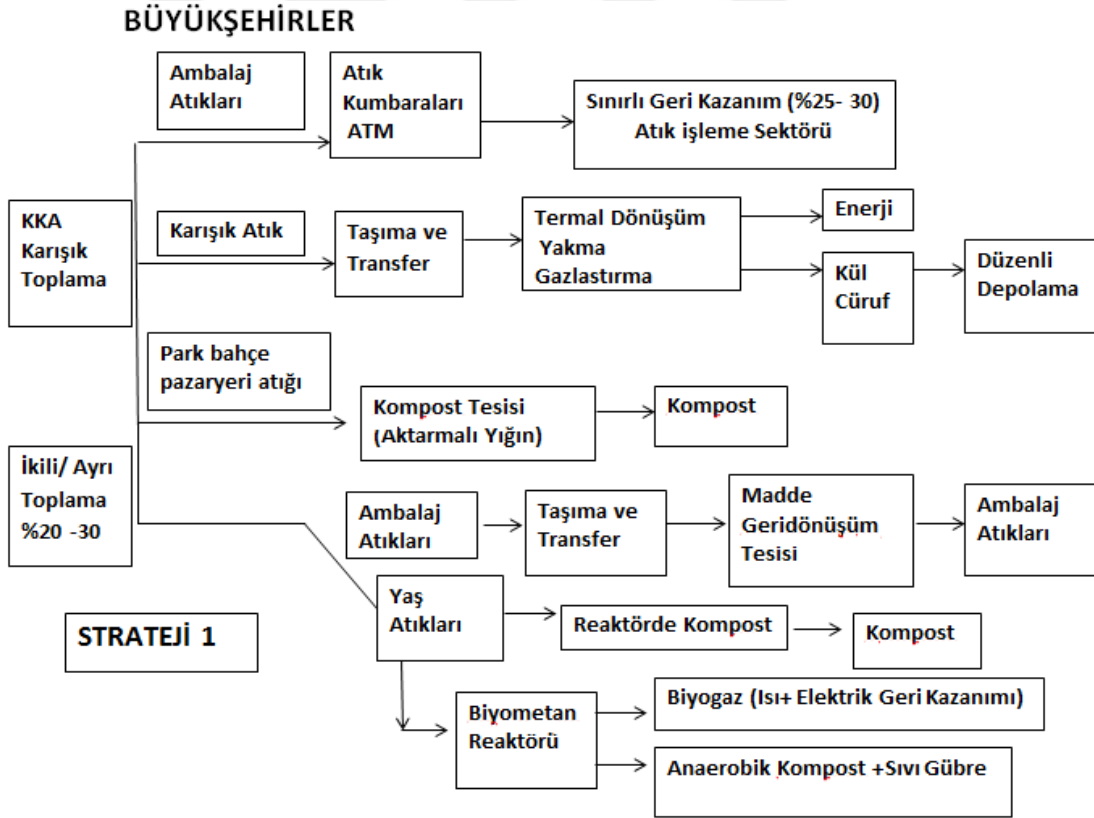 BÜYÜKŞEHİRLER
Ambalaj
Atıkları
Atık
Kumbaraları
ATM
Sınırlı Geri Kazanım (%25- 30)
Atık işleme Sektörü
KKA
Karışık
Toplama
Karışık Atık
Taşıma ve
Transfer
Termal Dönüşüm
Yakma
Gazlastırma
Enerji
Kül
Cüruf
Düzenli
Depolama
Park bahçe
pazaryeri atığı
Kompost Tesisi
(Aktarmalı Yığın)
Kompost
İkili/ Ayrı
Toplama
%20 -30
Ambalaj
Atıkları
Taşıma ve
Transfer
Madde
Geridönüşüm
Tesisi
Ambalaj
Atıkları
Yaş
Atıkları
Reaktörde Kompost
Kompost
STRATEJİ 1
Biyometan
Reaktörü
Biyogaz (Isı+ Elektrik Geri Kazanımı)
Anaerobik Kompost +Sıvı Gübre